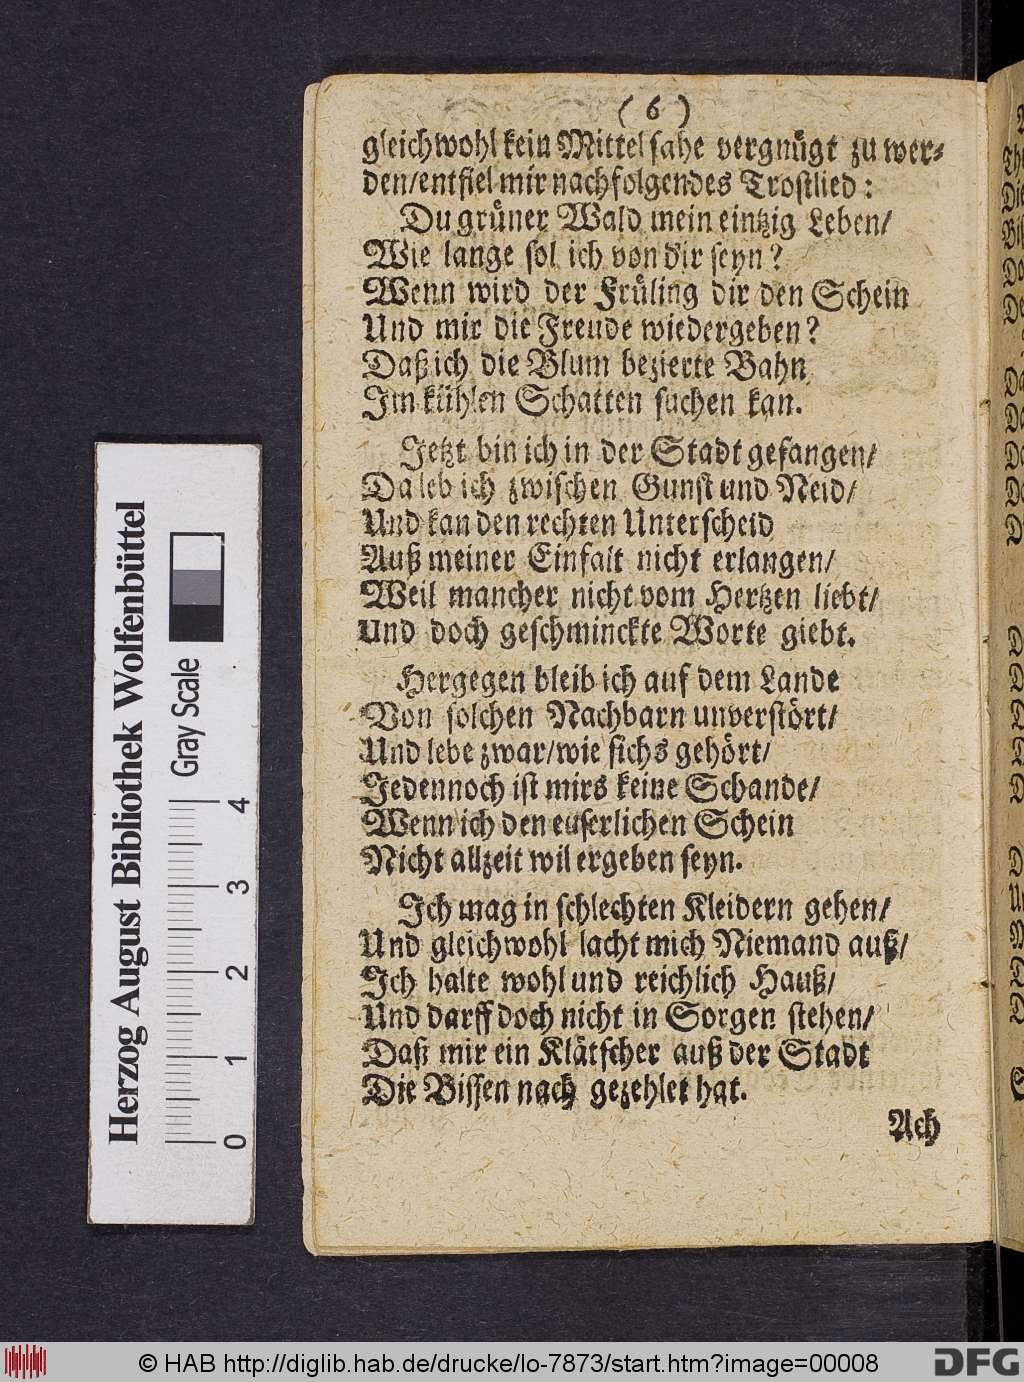 ( 6 )
gleichwohl kein Mittel sahe vergnügt zu wer-
den/entfiel mir nachfolgendes Trostlied:
Du grüner Wald mein eintzig Leben/
Wie lange sol ich von dir seyn?
Wenn wird der Früling dir den Schein
Und mir die Freude wiedergeben?
Daß ich die Blum bezierte Bahn
Im kühlen Schatten suchen kan.
Jetzt bin ich in der Stadt gefangen/
Da leb ich zwischen Gunst und Neid/
Und kan den rechten Unterscheid
Auß meiner Einfalt nicht erlangen/
Weil mancher nicht vom Hertzen liebt/
Und doch geschminckte Worte giebt.
Hergegen bleib ich auf dem Lande
Von solchen Nachbarn unverstört/
Und lebe zwar/wie sichs gehört/
Jedennoch ist mirs keine Schande/
Wenn ich den euserlichen Schein
Nicht allzeit wil ergeben seyn.
Ich mag in schlechten Kleidern gehen/
Und gleichwohl lacht mich Niemand auß/
Ich halte wohl und reichlich Hauß/
Und darff doch nicht in Sorgen stehen/
Daß mir ein Klätscher auß der Stadt
Die Bissen nach gezehlet hat.
Ach
Herzog August Bibliothek Wolfenbüttel
Gray Scale
0 1 2 3 4
© HAB http://diglib.hab.de/drucke/lo-7873/start.htm?image=00008
DFG